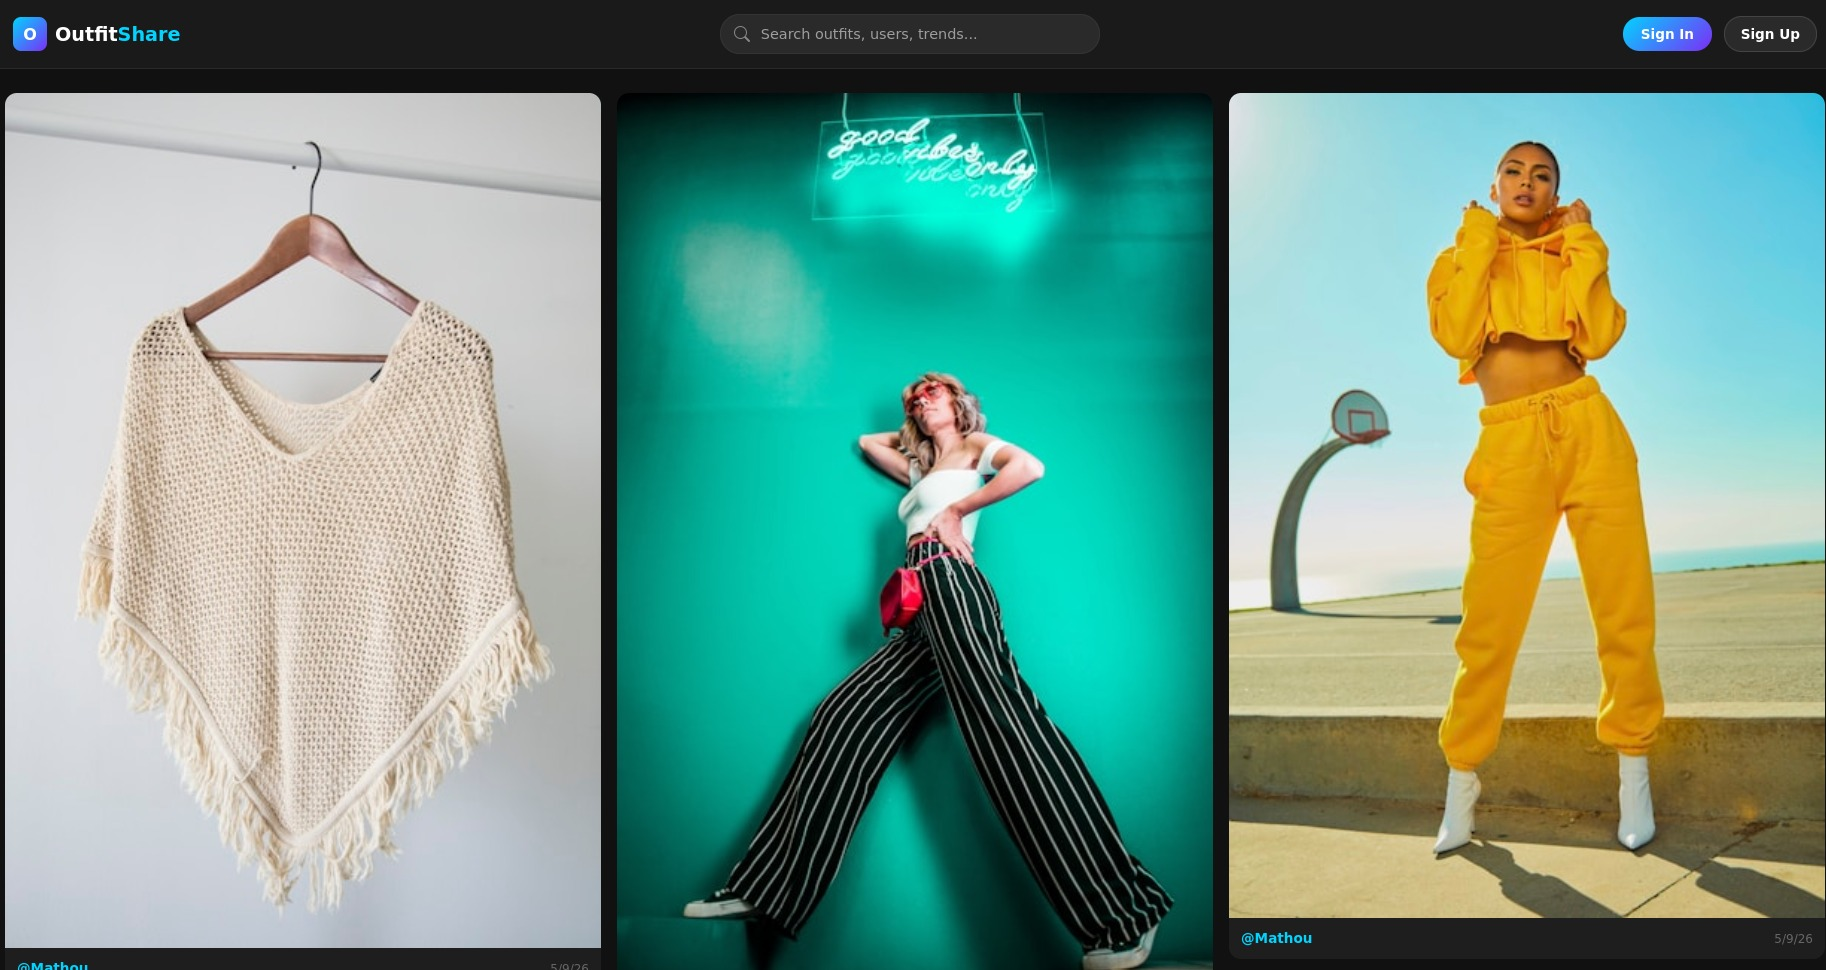 O OutfitShare
Search outfits, users, trends...
Sign In
Sign Up
good
vibes
only
@Mathou 5/9/26
@Mathou 5/9/26